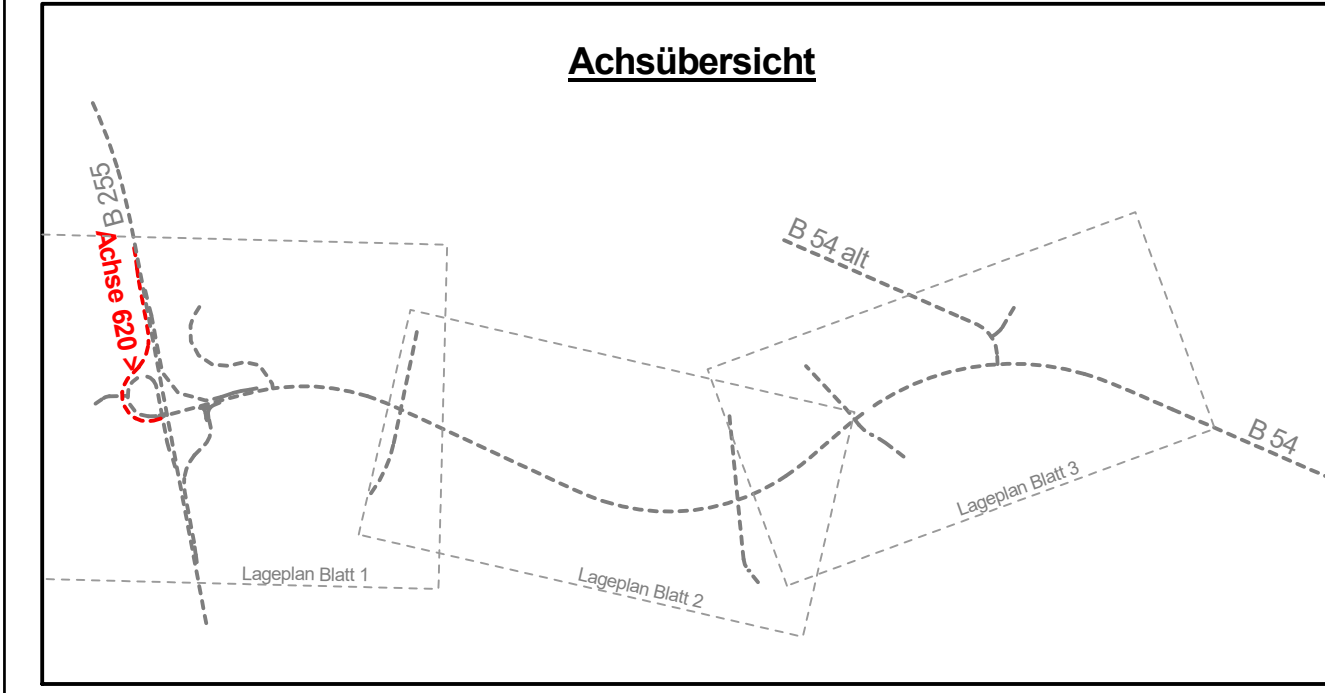 Achsübersicht
B 255
Achse 620
B 54 alt
B 54
Lageplan Blatt 1
Lageplan Blatt 2
Lageplan Blatt 3